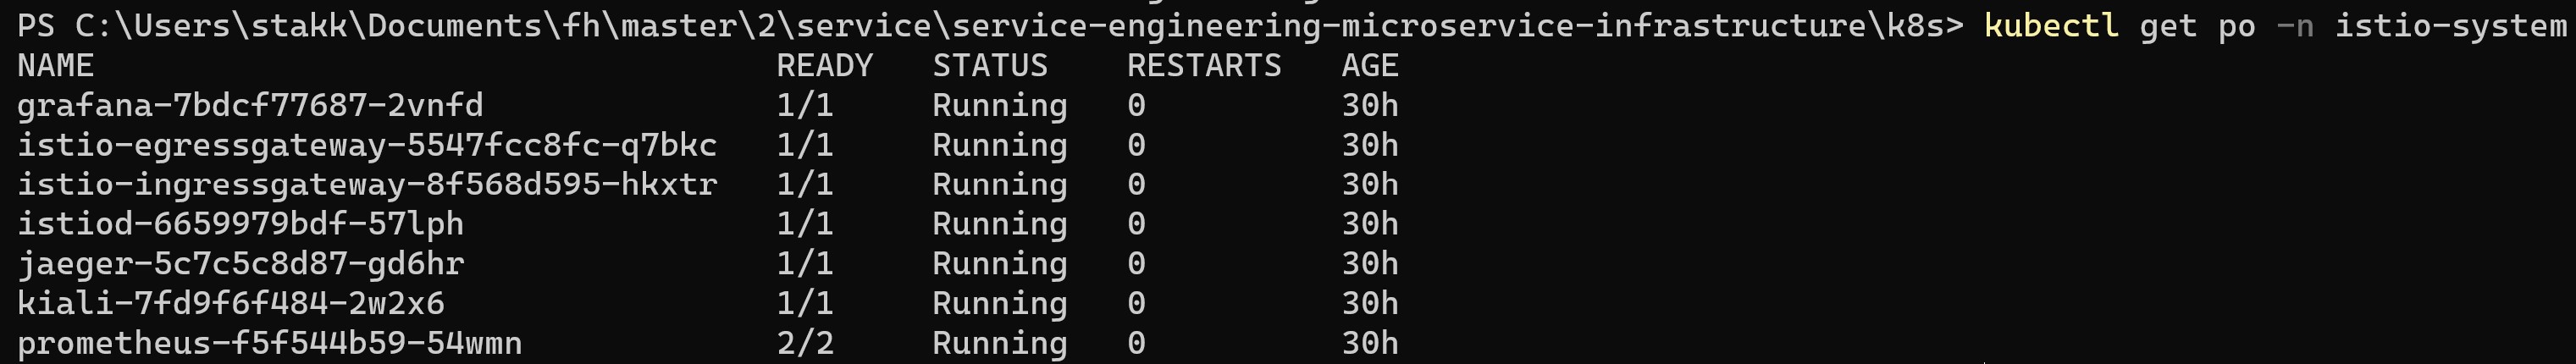 PS C:\Users\stakk\Documents\fh\master\2\service\service-engineering-microservice-infrastructure\k8s> kubectl get po -n istio-system
NAME READY STATUS RESTARTS AGE
grafana-7bdcf77687-2vnfd 1/1 Running 0 30h
istio-egressgateway-5547fcc8fc-q7bkc 1/1 Running 0 30h
istio-ingressgateway-8f568d595-hkxtr 1/1 Running 0 30h
istiod-6659979bdf-57lph 1/1 Running 0 30h
jaeger-5c7c5c8d87-gd6hr 1/1 Running 0 30h
kiali-7fd9f6f484-2w2x6 1/1 Running 0 30h
prometheus-f5f544b59-54wmn 2/2 Running 0 30h